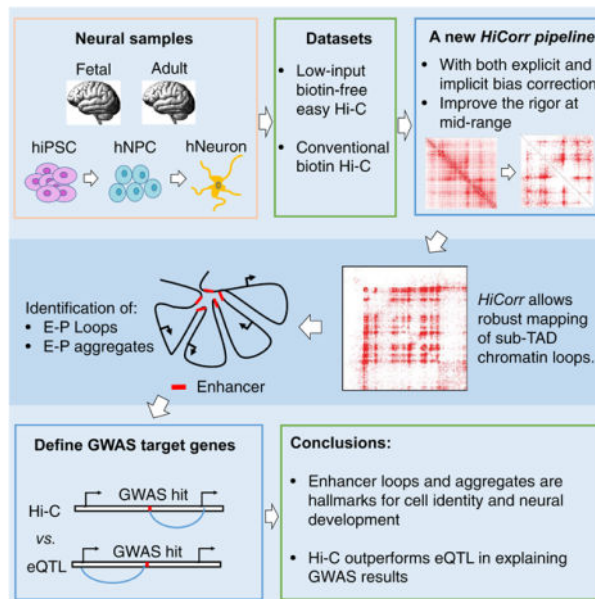 Neural samples
Fetal
Adult
hiPSC
hNPC
hNeuron
Datasets
• Low-input
biotin-free
easy Hi-C
• Conventional
biotin Hi-C
A new HiCorr pipeline
• With both explicit and
implicit bias correction
• Improve the rigor at
mid-range
Identification of:
• E-P Loops
• E-P aggregates
Enhancer
HiCorr allows
robust mapping
of sub-TAD
chromatin loops.
Define GWAS target genes
GWAS hit
Hi-C
vs.
GWAS hit
eQTL
Conclusions:
• Enhancer loops and aggregates are
hallmarks for cell identity and neural
development
• Hi-C outperforms eQTL in explaining
GWAS results